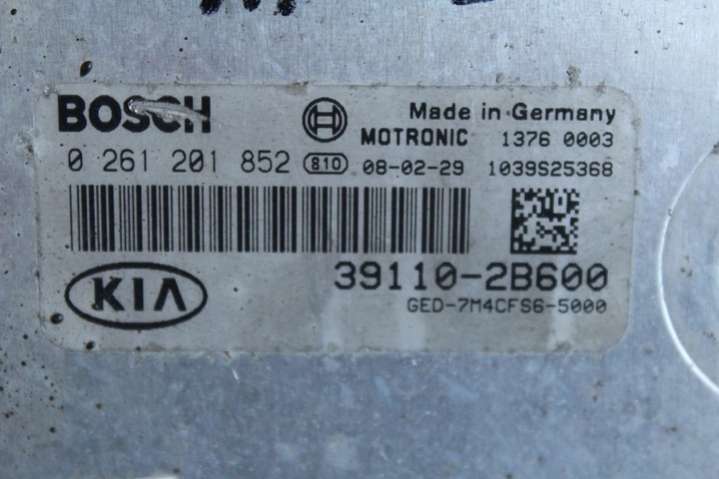 BOSCH Made in Germany
MOTRONIC 1376 0003
0 261 201 852 810 08-02-29 1039S25368
39110-2B600
KIA GED-7M4CFS6-5000